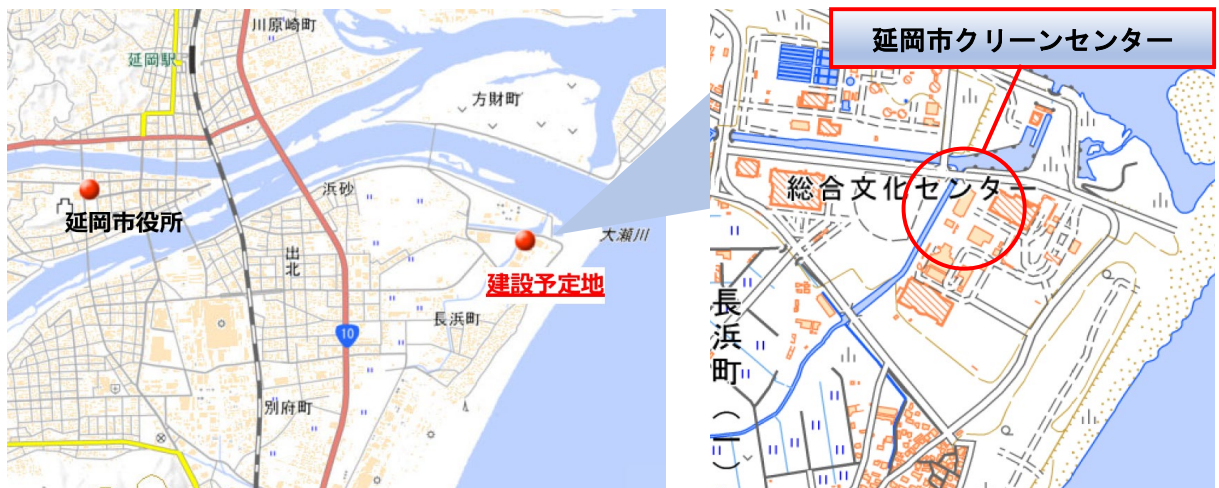 川原崎町
延岡駅
方財町
浜砂
延岡市役所
大瀬川
出北
建設予定地
長浜町
10
別府町
延岡市クリーンセンター
総合文化センター
長浜町(一)